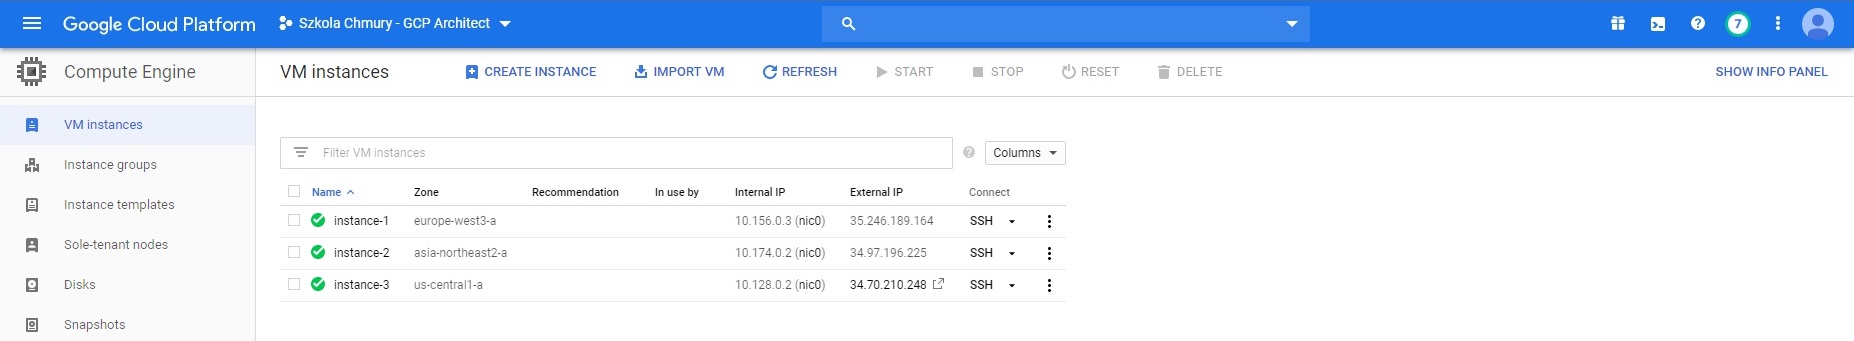 Google Cloud Platform Szkola Chmury - GCP Architect 7
Compute Engine VM instances CREATE INSTANCE IMPORT VM REFRESH START STOP RESET DELETE SHOW INFO PANEL
VM instances
Instance groups
Instance templates
Sole-tenant nodes
Disks
Snapshots
Filter VM instances Columns
Name Zone Recommendation In use by Internal IP External IP Connect
instance-1 europe-west3-a 10.156.0.3 (nic0) 35.246.189.164 SSH
instance-2 asia-northeast2-a 10.174.0.2 (nic0) 34.97.196.225 SSH
instance-3 us-central1-a 10.128.0.2 (nic0) 34.70.210.248 SSH